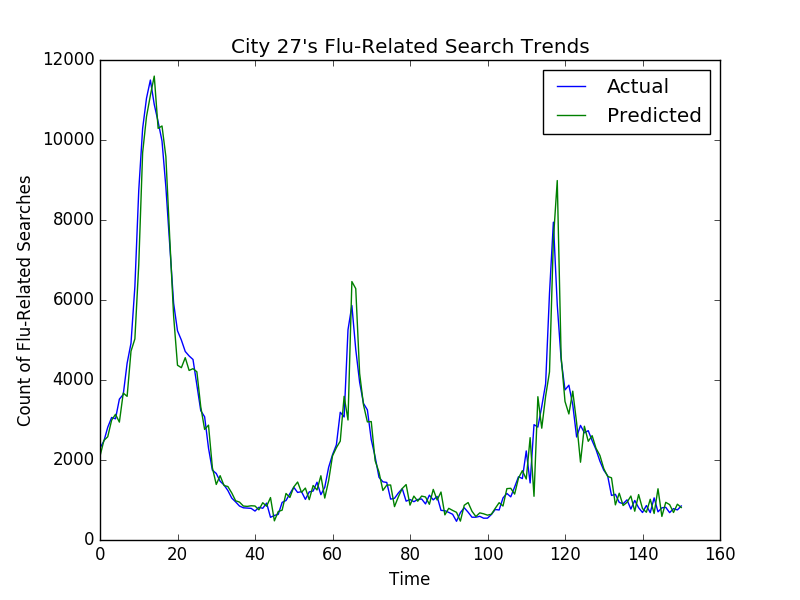 City 27's Flu-Related Search Trends
Actual
Predicted
12000
10000
8000
6000
4000
2000
0
Count of Flu-Related Searches
0 20 40 60 80 100 120 140 160
Time